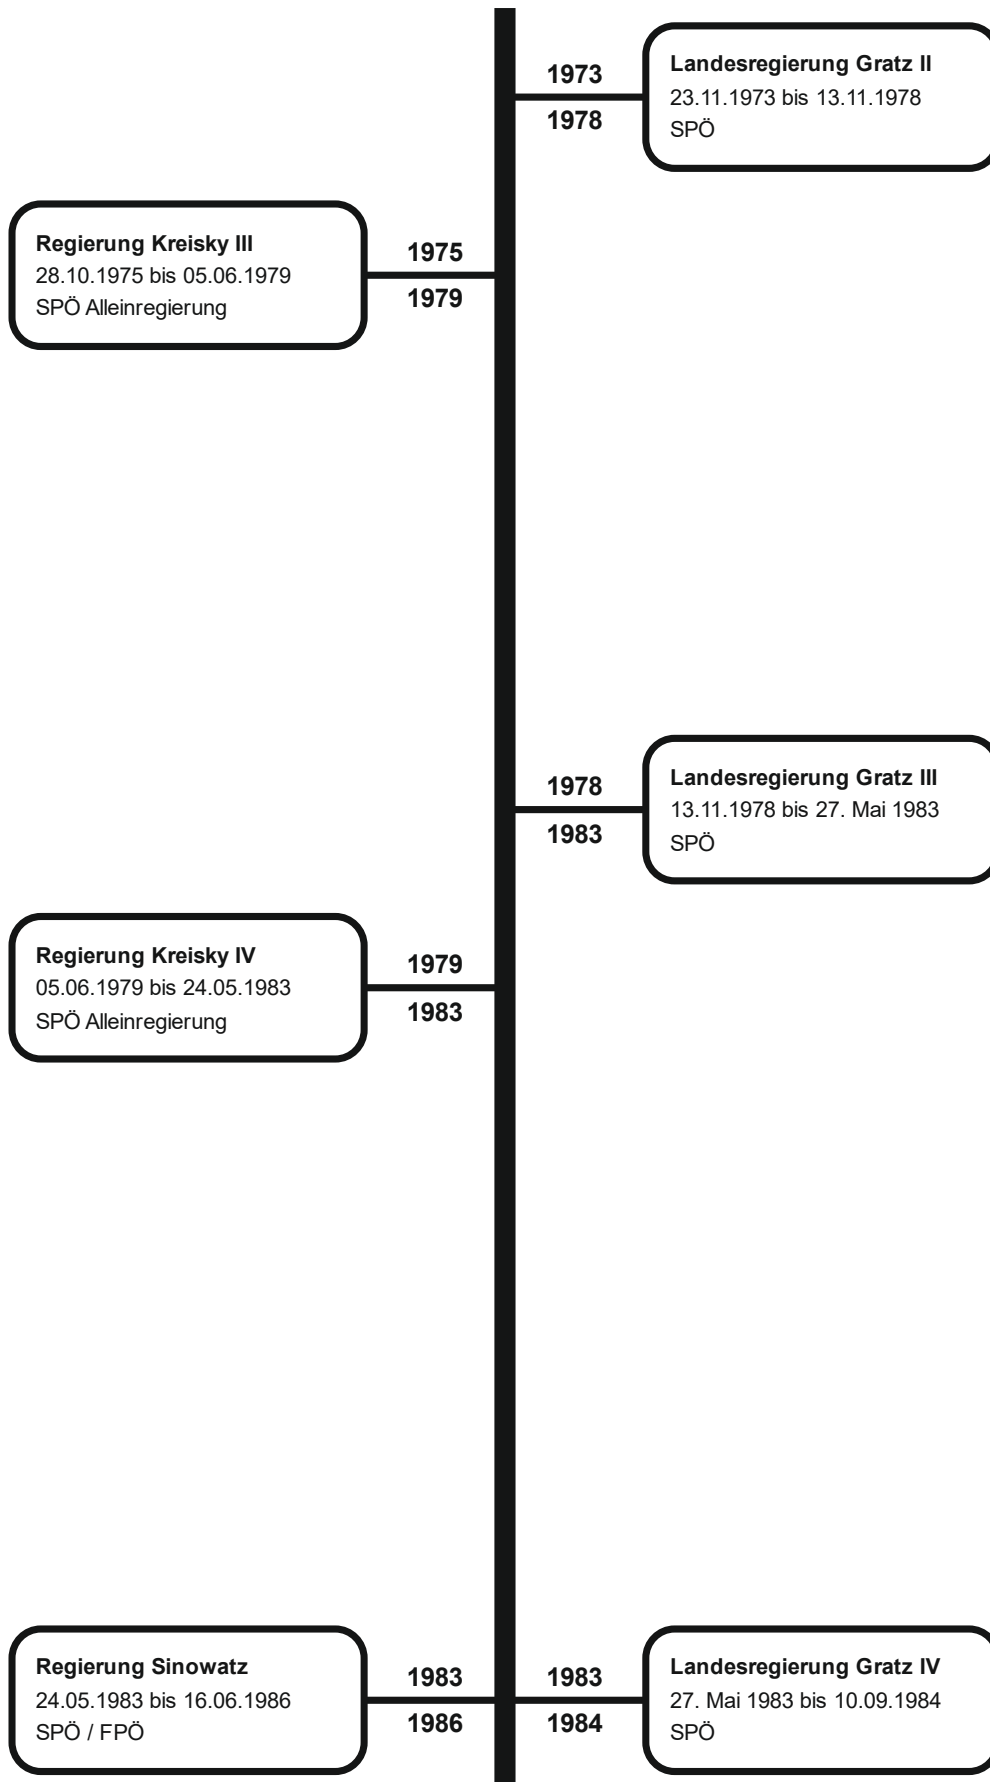 1973
1978
Landesregierung Gratz II
23.11.1973 bis 13.11.1978
SPÖ
Regierung Kreisky III
28.10.1975 bis 05.06.1979
SPÖ Alleinregierung
1975
1979
1978
1983
Landesregierung Gratz III
13.11.1978 bis 27. Mai 1983
SPÖ
Regierung Kreisky IV
05.06.1979 bis 24.05.1983
SPÖ Alleinregierung
1979
1983
Regierung Sinowatz
24.05.1983 bis 16.06.1986
SPÖ / FPÖ
1983
1986
1983
1984
Landesregierung Gratz IV
27. Mai 1983 bis 10.09.1984
SPÖ